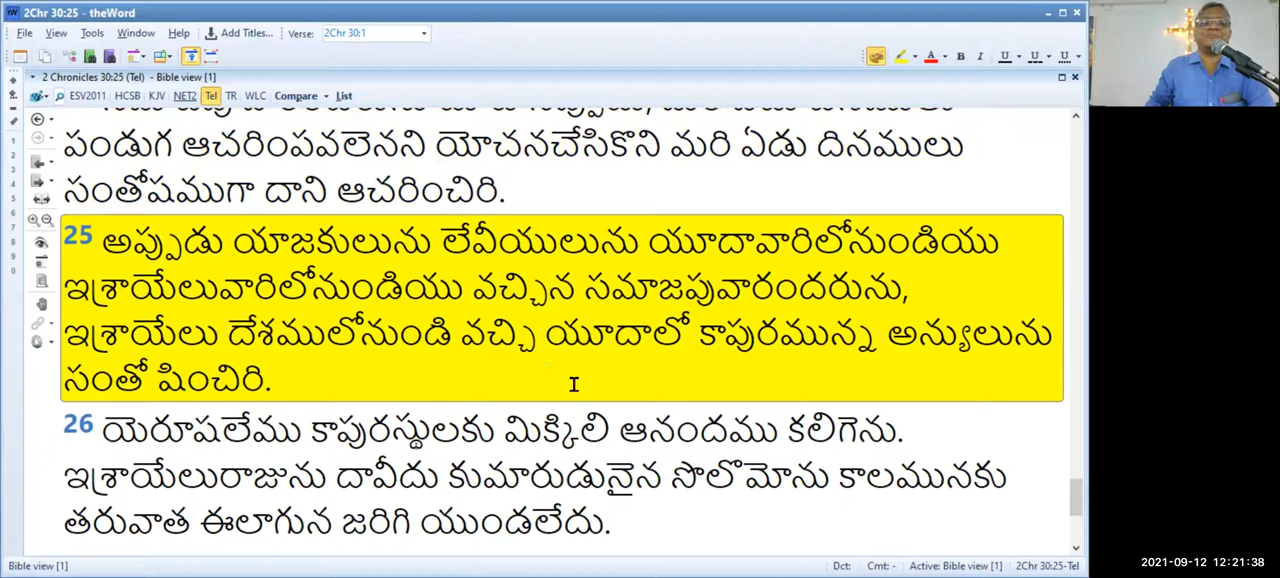 2Chr 30:25 - theWord
File View Tools Window Help Add Titles... Verse: 2Chr 30:1
B I U U U
2 Chronicles 30:25 (Tel) - Bible view [1]
ESV2011 HCSB KJV NET2 Tel TR WLC Compare List
పండుగ ఆచరింపవలెనని యోచనచేసికొని మరి ఏడు దినములు
సంతోషముగా దాని ఆచరించిరి.
25 అప్పుడు యాజకులును లేవీయులును యూదావారిలోనుండియు
ఇశ్రాయేలువారిలోనుండియు వచ్చిన సమాజపువారందరును,
ఇశ్రాయేలు దేశములోనుండి వచ్చి యూదాలో కాపురమున్న అన్యులును
సంతో షించిరి.
26 యెరూషలేము కాపురస్థులకు మిక్కిలి ఆనందము కలిగెను.
ఇశ్రాయేలురాజును దావీదు కుమారుడునైన సొలొమోను కాలమునకు
తరువాత ఈలాగున జరిగి యుండలేదు.
Bible view [1] Dct: Cmt: - Active: Bible view [1] 2Chr 30:25-Tel
2021-09-12 12:21:38